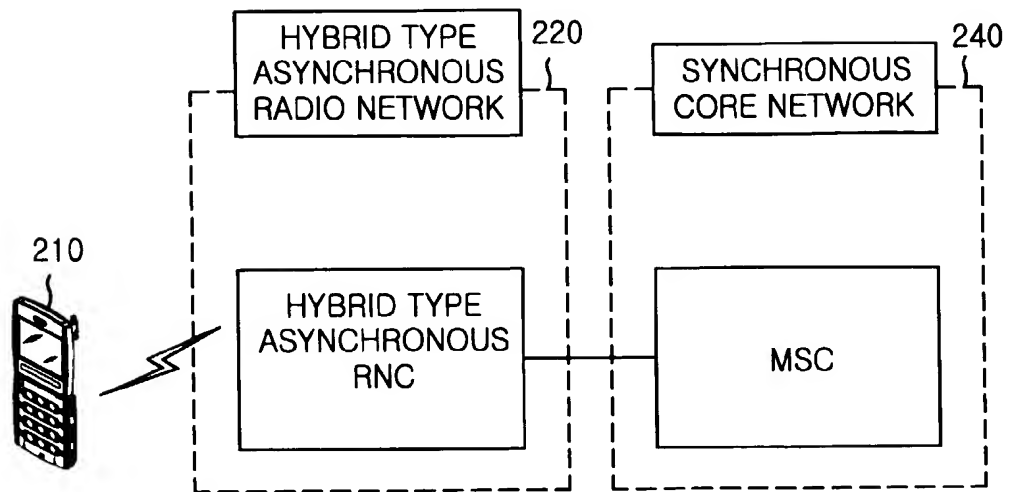 HYBRID TYPE
ASYNCHRONOUS
RADIO NETWORK
220
SYNCHRONOUS
CORE NETWORK
240
210
HYBRID TYPE
ASYNCHRONOUS
RNC
MSC